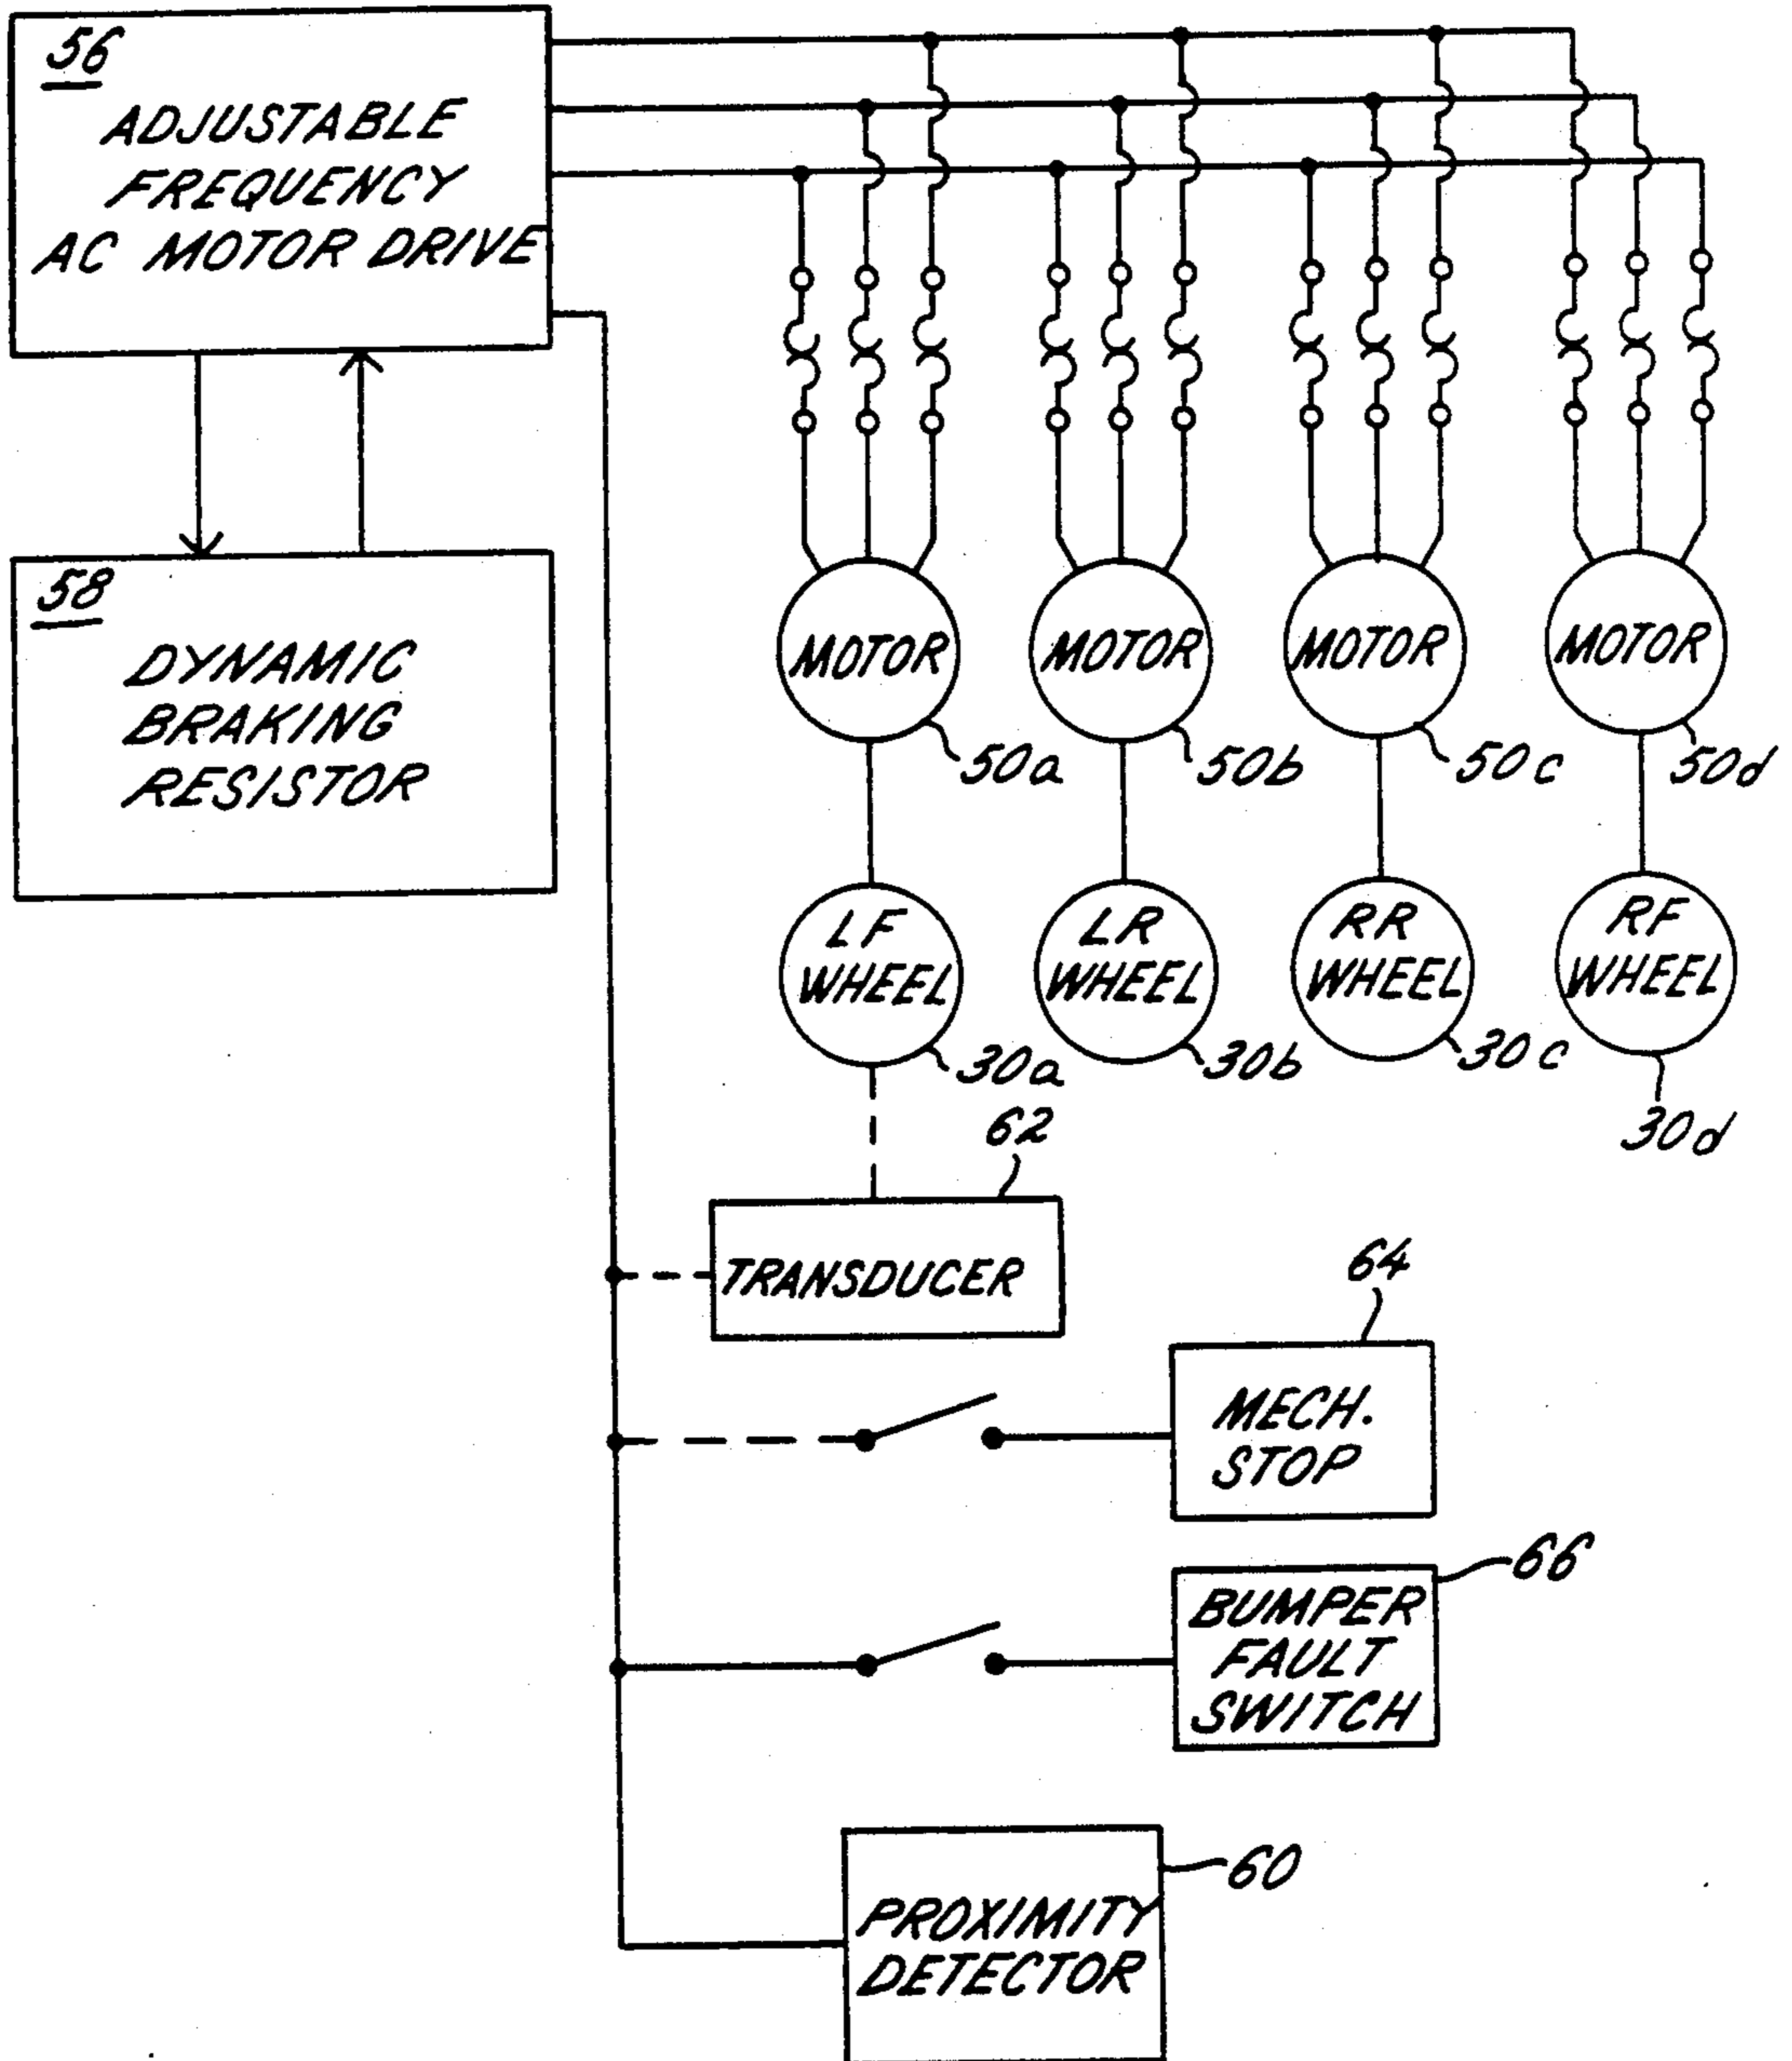 56
ADJUSTABLE
FREQUENCY
AC MOTOR DRIVE
58
DYNAMIC
BRAKING
RESISTOR
MOTOR
MOTOR
MOTOR
MOTOR
50a
50b
50c
50d
LF
WHEEL
LR
WHEEL
RR
WHEEL
RF
WHEEL
30a
30b
30c
30d
62
TRANSDUCER
64
MECH.
STOP
66
BUMPER
FAULT
SWITCH
60
PROXIMITY
DETECTOR